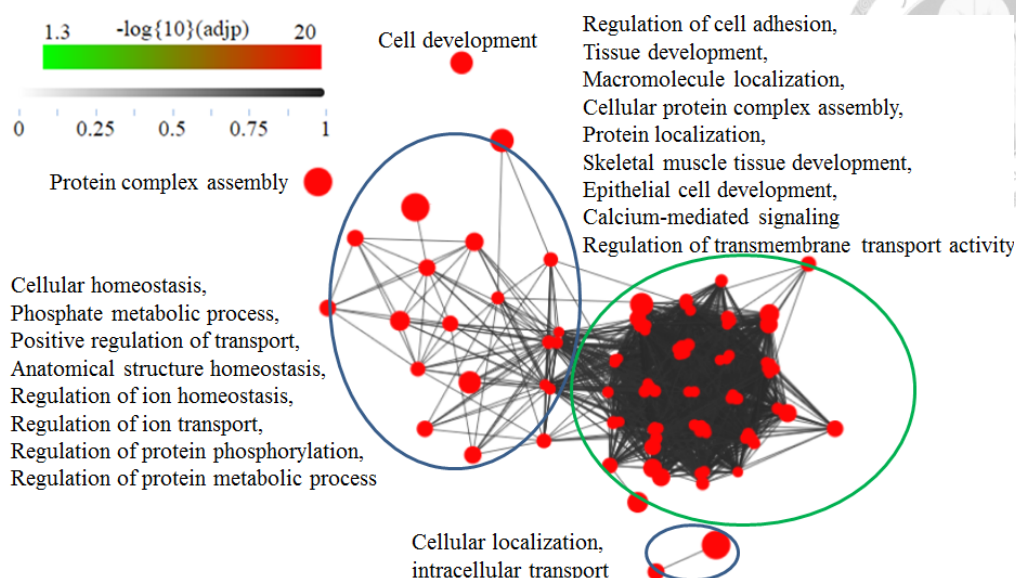 1.3 -log{10}(adjp) 20
0 0.25 0.5 0.75 1
Cell development
Regulation of cell adhesion,
Tissue development,
Macromolecule localization,
Cellular protein complex assembly,
Protein localization,
Skeletal muscle tissue development,
Epithelial cell development,
Calcium-mediated signaling
Regulation of transmembrane transport activity
Protein complex assembly
Cellular homeostasis,
Phosphate metabolic process,
Positive regulation of transport,
Anatomical structure homeostasis,
Regulation of ion homeostasis,
Regulation of ion transport,
Regulation of protein phosphorylation,
Regulation of protein metabolic process
Cellular localization,
intracellular transport